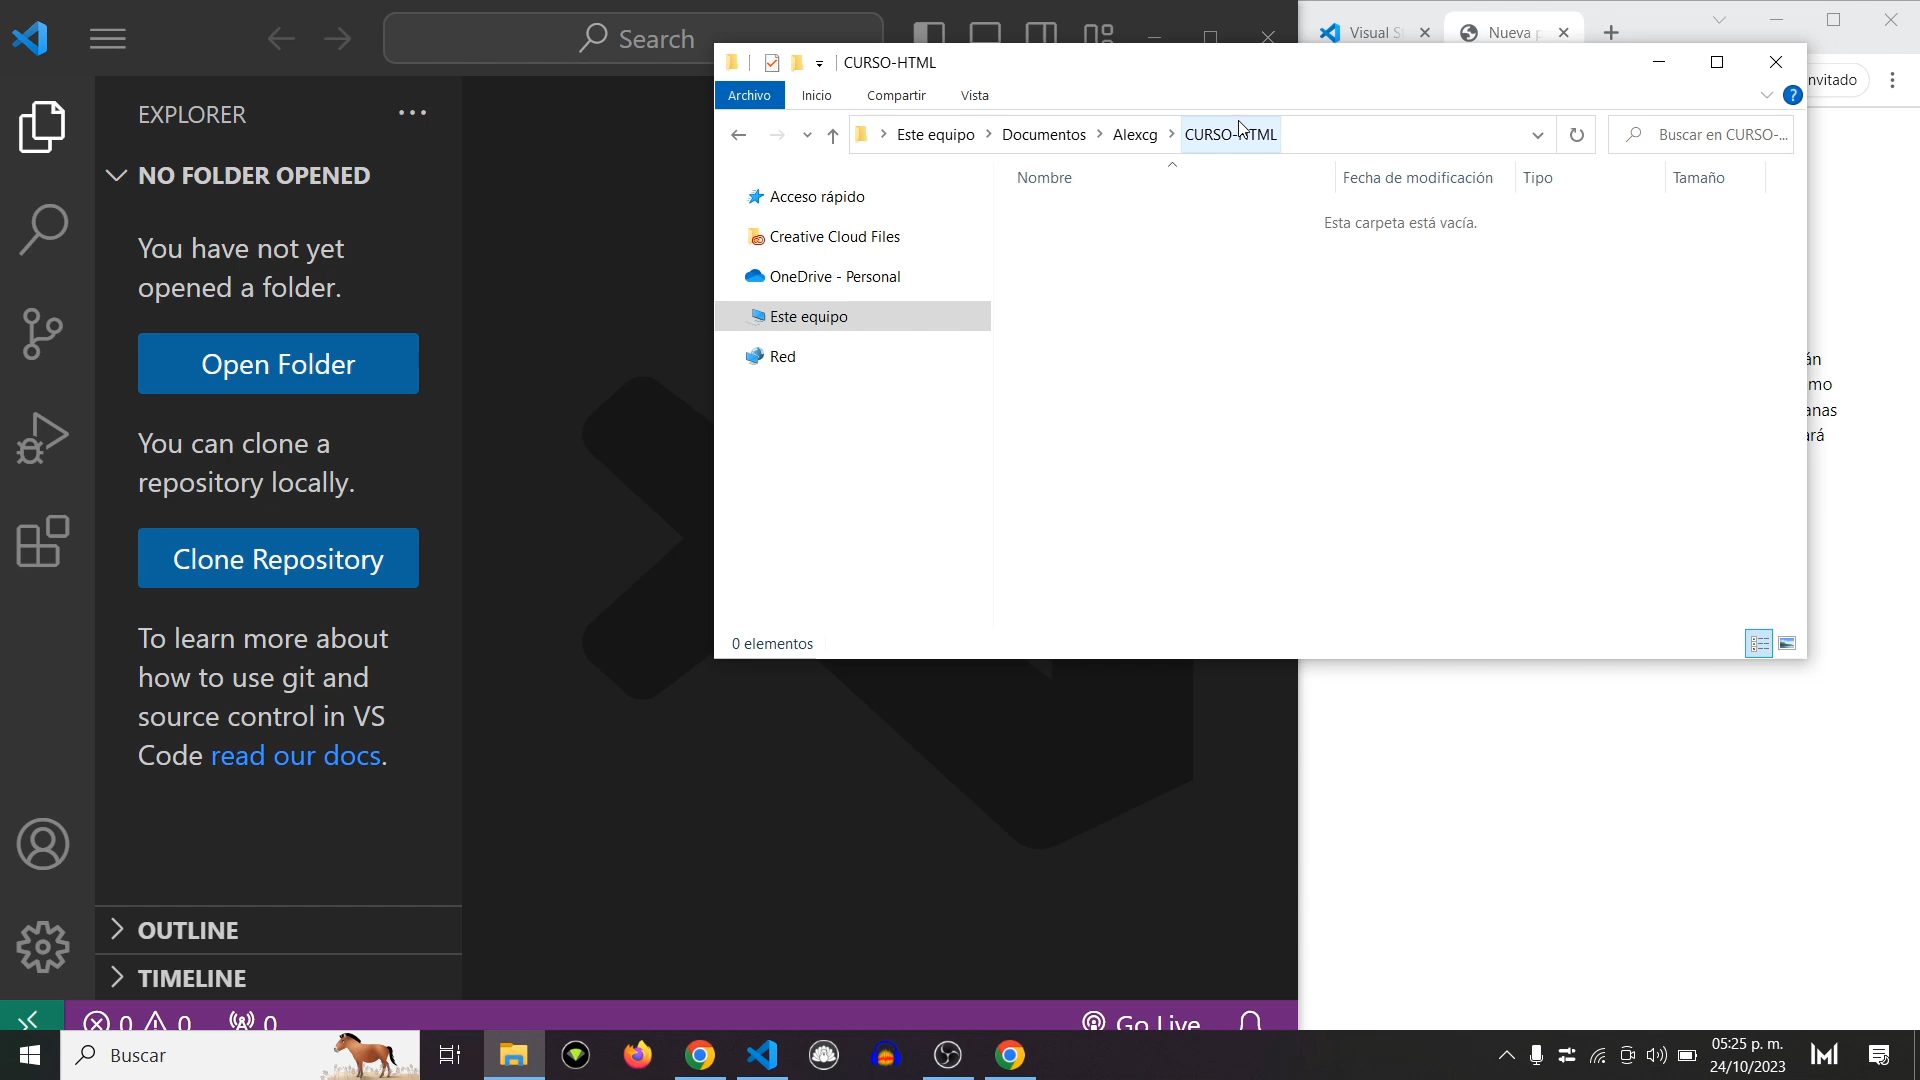 Search
EXPLORER
NO FOLDER OPENED
You have not yet
opened a folder.
Open Folder
You can clone a
repository locally.
Clone Repository
To learn more about
how to use git and
source control in VS
Code read our docs.
OUTLINE
TIMELINE
0 0 0
Go Live
Visual S
Nueva p
nvitado
CURSO-HTML
Archivo
Inicio
Compartir
Vista
?
Este equipo
Documentos
Alexcg
CURSO-HTML
Buscar en CURSO-...
Nombre
Fecha de modificación
Tipo
Tamaño
Esta carpeta está vacía.
Acceso rápido
Creative Cloud Files
OneDrive - Personal
Este equipo
Red
0 elementos
án
mo
anas
ará
Buscar
05:25 p. m.
24/10/2023